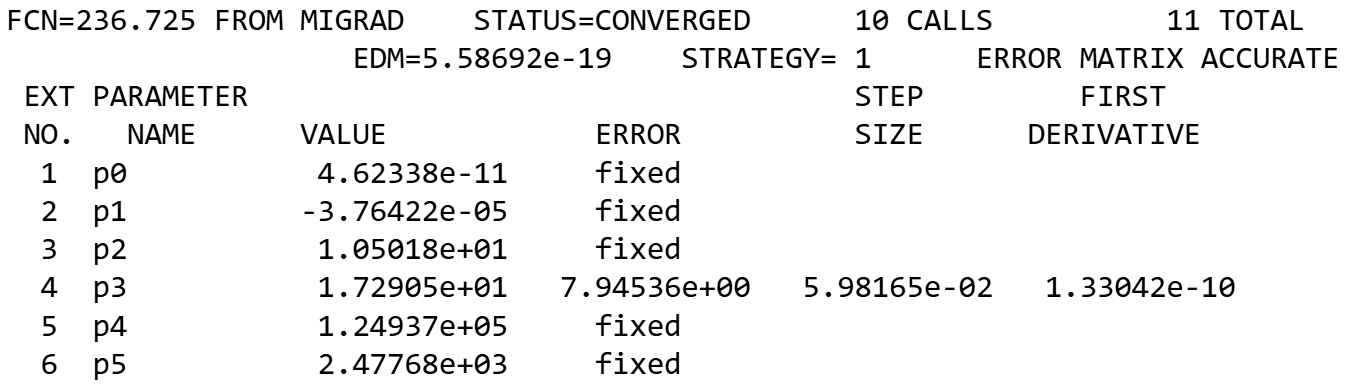 FCN=236.725 FROM MIGRAD    STATUS=CONVERGED      10 CALLS          11 TOTAL
                    EDM=5.58692e-19    STRATEGY= 1      ERROR MATRIX ACCURATE
 EXT PARAMETER                                   STEP         FIRST
 NO.   NAME      VALUE            ERROR          SIZE      DERIVATIVE
  1  p0           4.62338e-11     fixed
  2  p1          -3.76422e-05     fixed
  3  p2           1.05018e+01     fixed
  4  p3           1.72905e+01   7.94536e+00   5.98165e-02   1.33042e-10
  5  p4           1.24937e+05     fixed
  6  p5           2.47768e+03     fixed